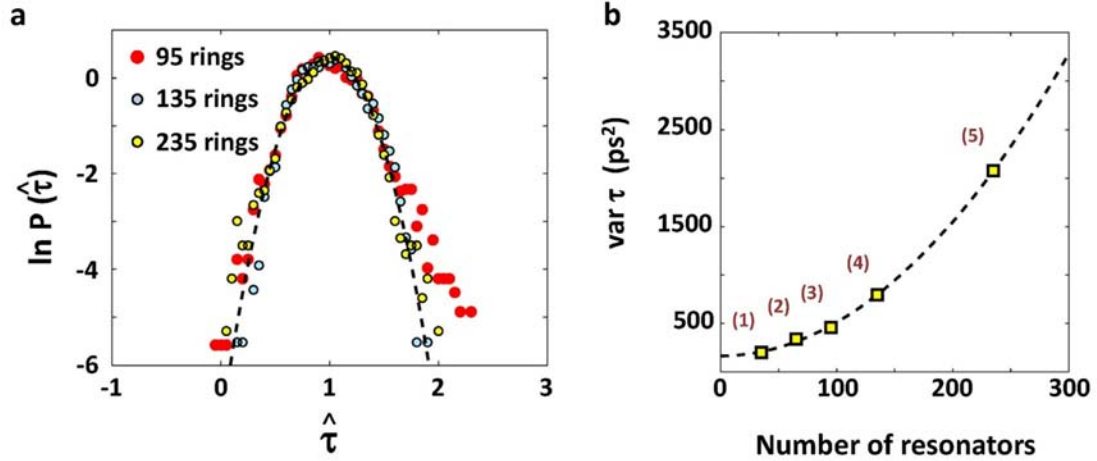 a
ln P (τ̂)
0
-2
-4
-6
95 rings
135 rings
235 rings
-1 0 1 2 3
τ̂
b
var τ (ps²)
3500
2500
1500
500
(1) (2) (3) (4) (5)
0 100 200 300
Number of resonators